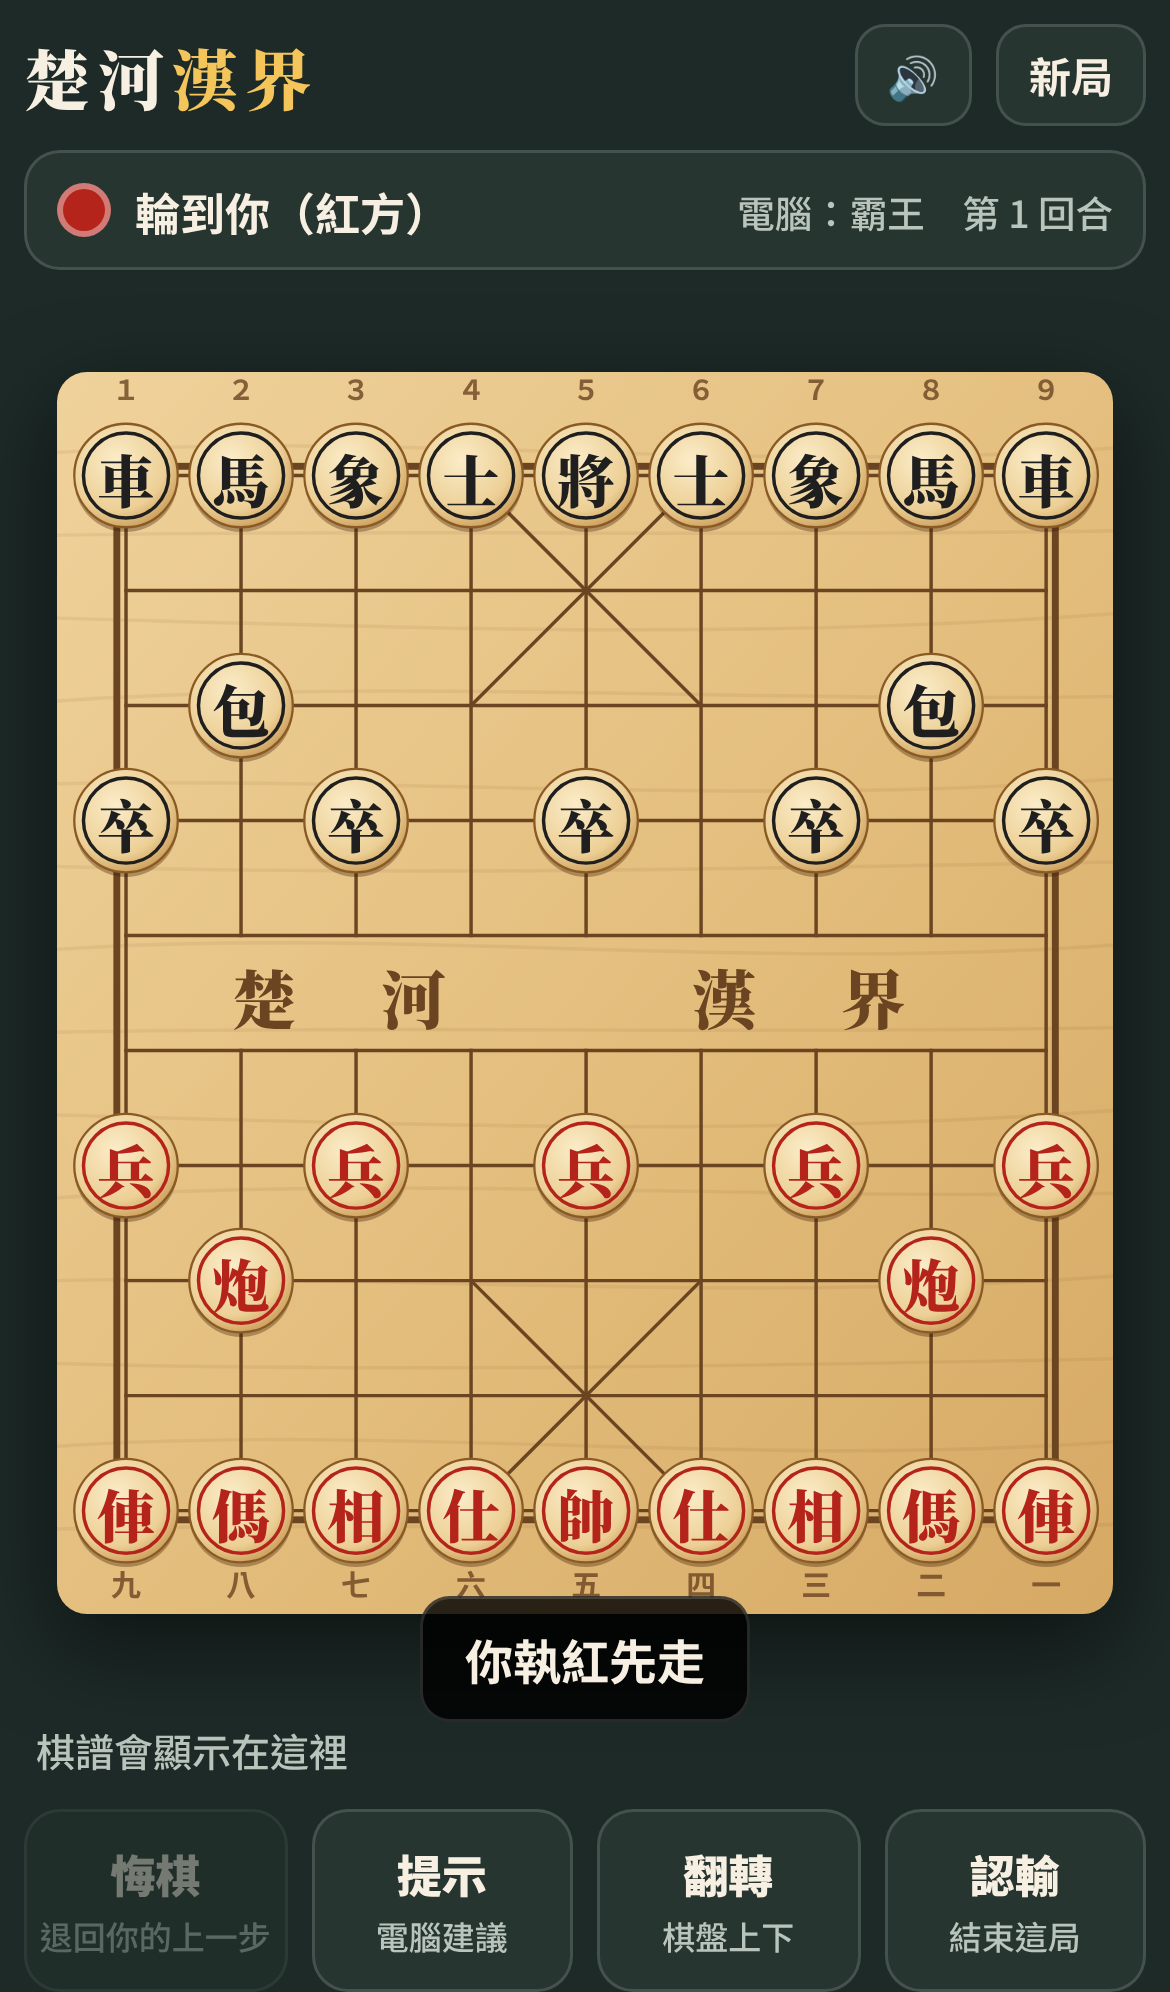 楚河漢界
🔊 新局
輪到你（紅方） 電腦：霸王 第 1 回合
1 2 3 4 5 6 7 8 9
車 馬 象 士 將 士 象 馬 車
包 包
卒 卒 卒 卒 卒
楚 河 漢 界
兵 兵 兵 兵 兵
炮 炮
俥 傌 相 仕 帥 仕 相 傌 俥
九 八 七 六 五 四 三 二 一
你執紅先走
棋譜會顯示在這裡
悔棋 提示 翻轉 認輸
退回你的上一步 電腦建議 棋盤上下 結束這局